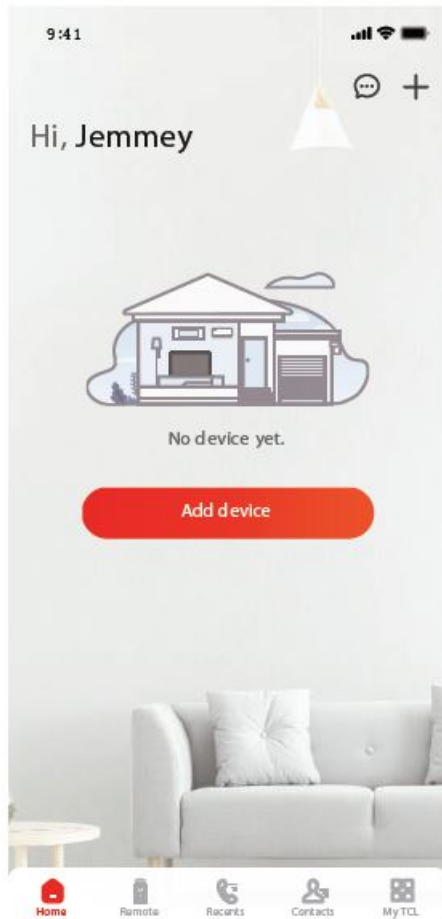 9:41
Hi, Jemmey
No device yet.
Add device
Home Remote Recents Contacts My TCL